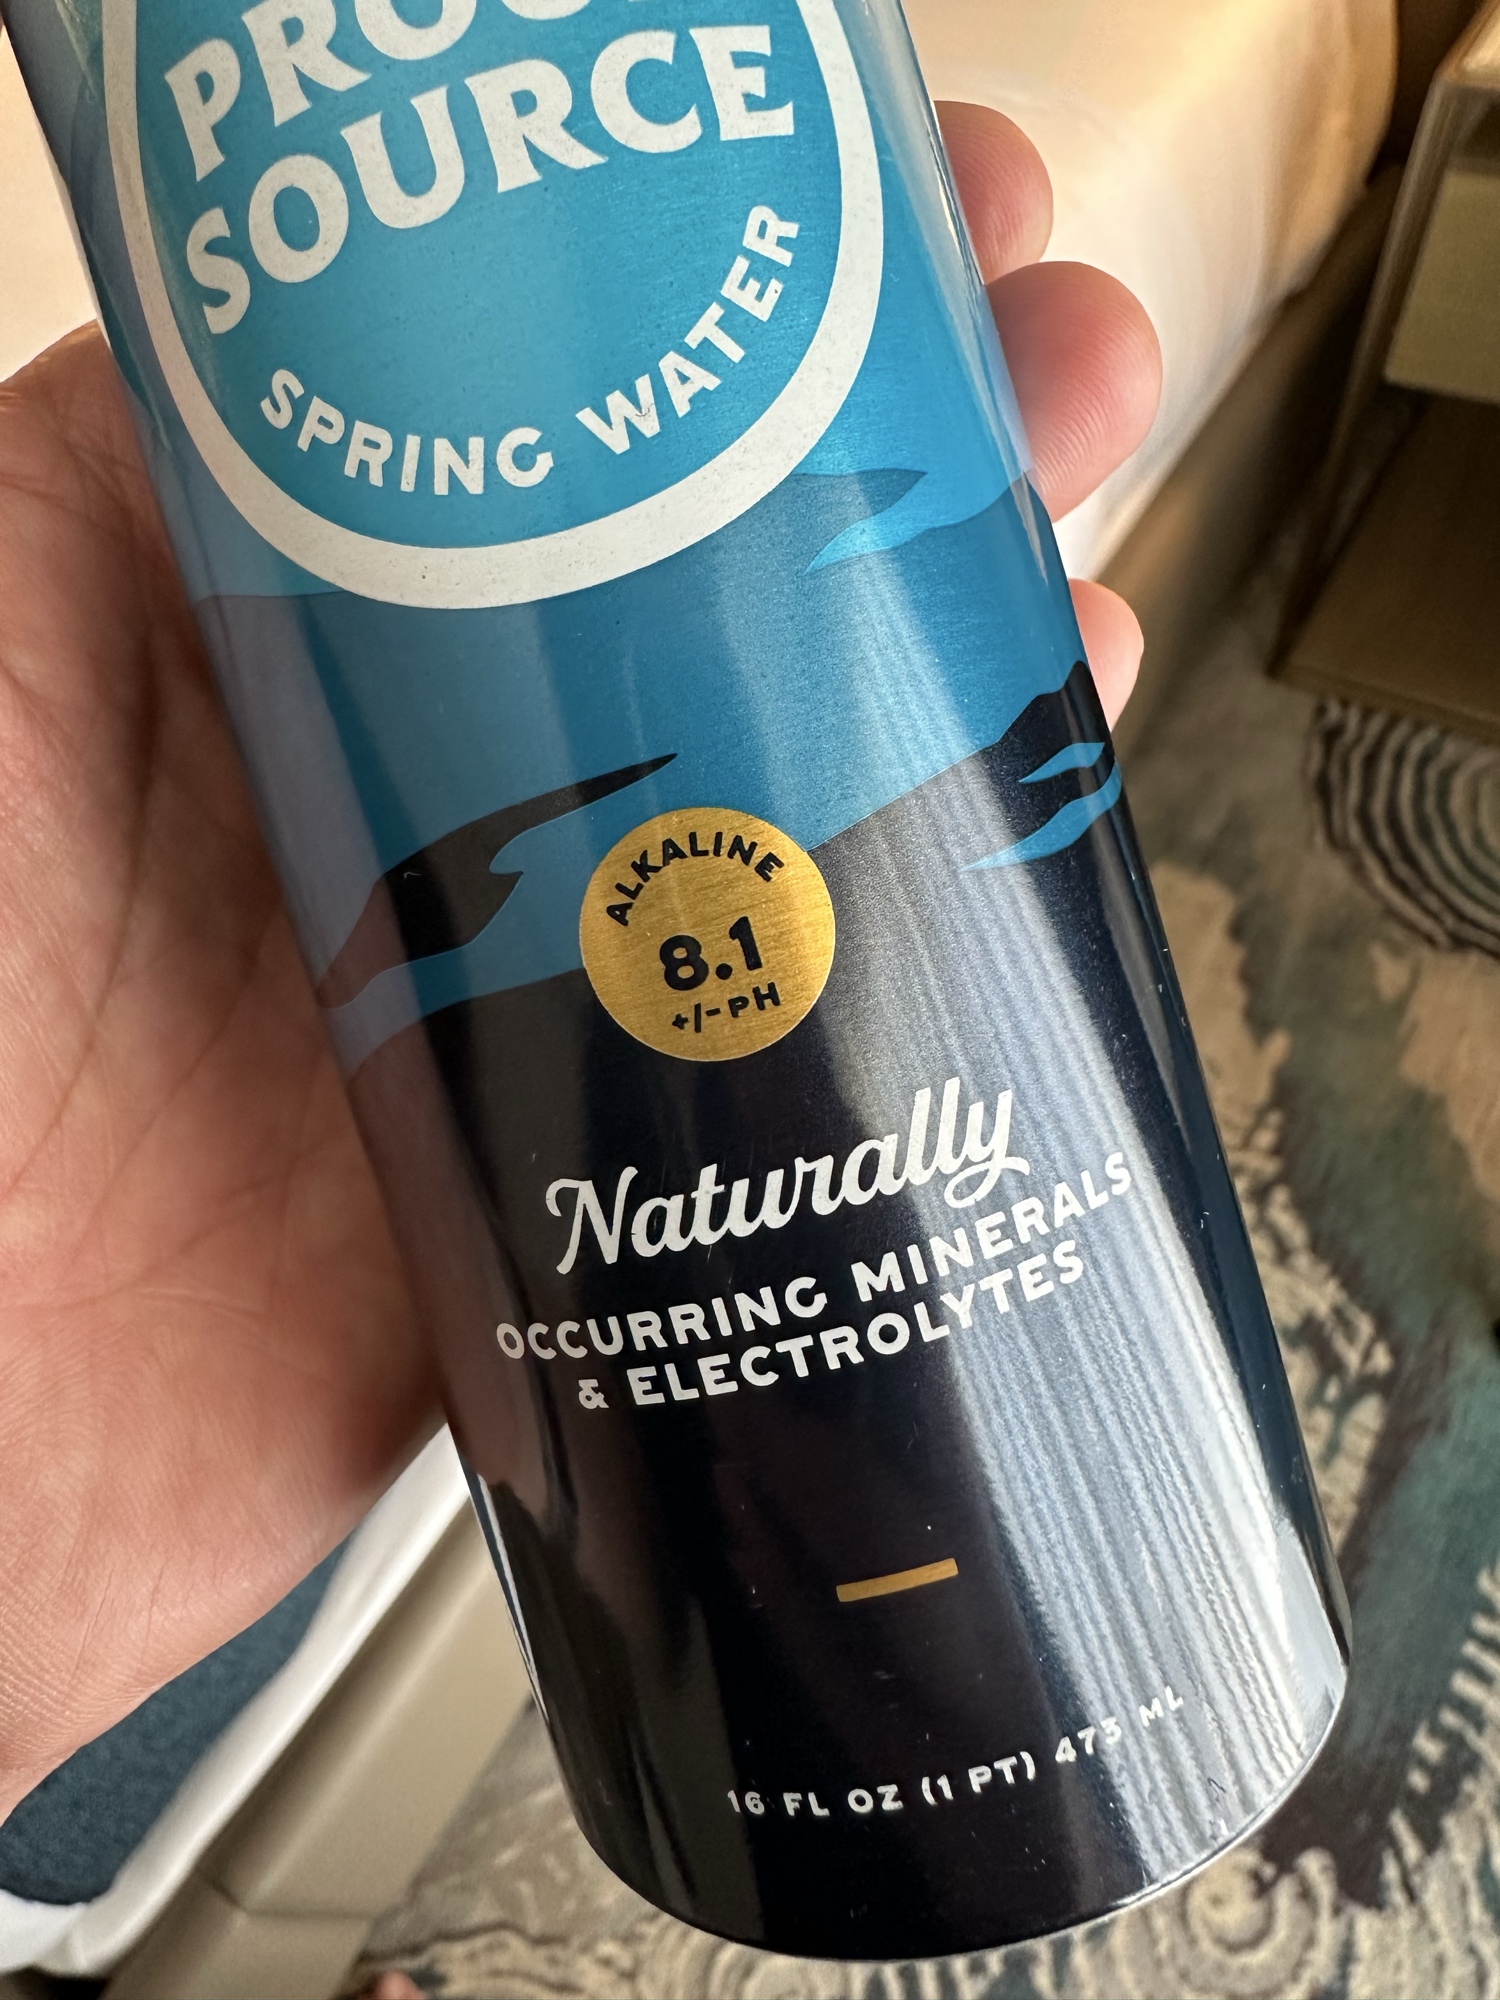 SOURCE
SPRING WATER
ALKALINE
8.1
+/- PH
Naturally
OCCURRING MINERALS
& ELECTROLYTES
16 FL OZ (1 PT) 473 ML